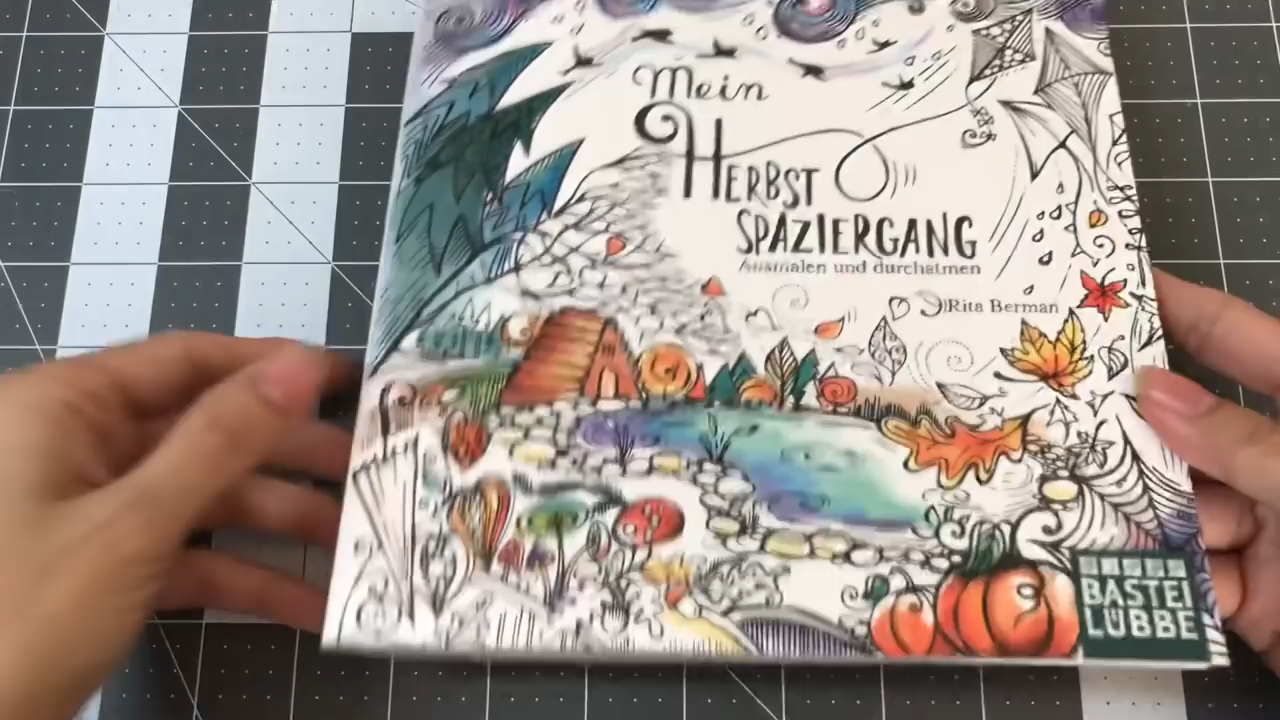 Mein
HERBST
SPAZIERGANG
Ausmalen und durchatmen
Rita Berman
BASTEI
LÜBBE